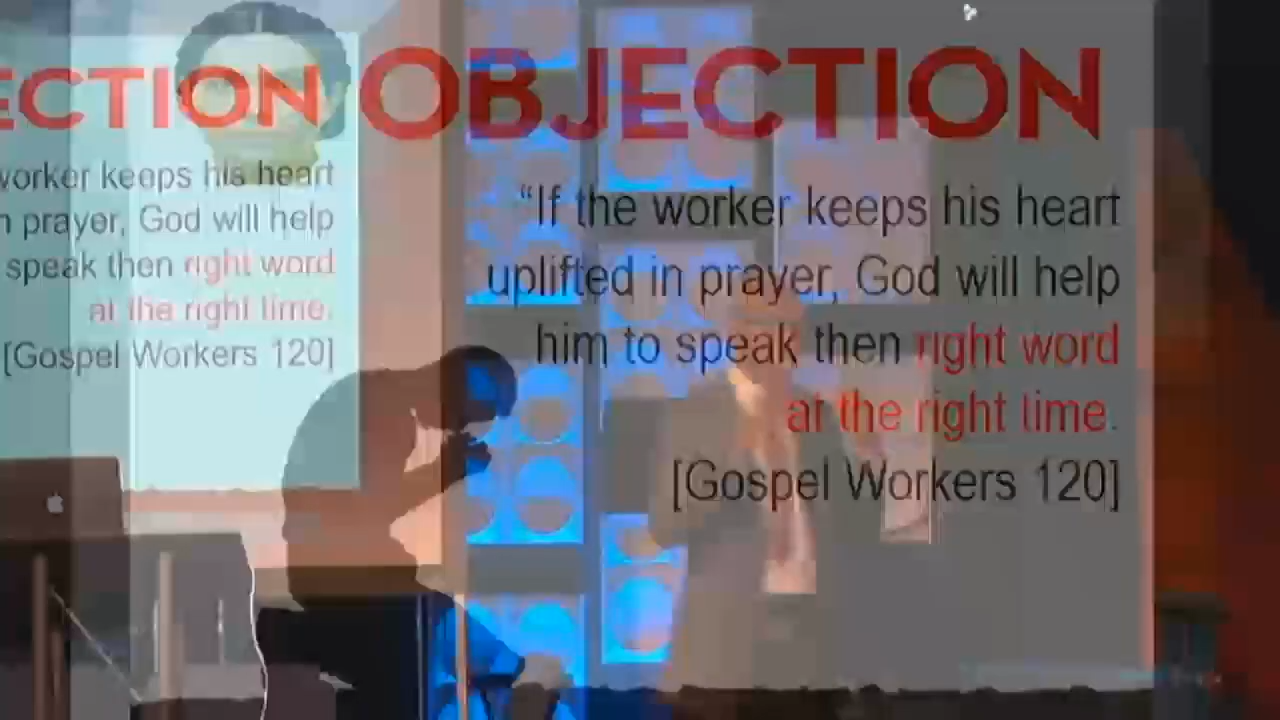 ECTION
worker keeps his heart
n prayer, God will help
speak then right word
at the right time.
[Gospel Workers 120]
OBJECTION
“If the worker keeps his heart
uplifted in prayer, God will help
him to speak then right word
at the right time.
[Gospel Workers 120]